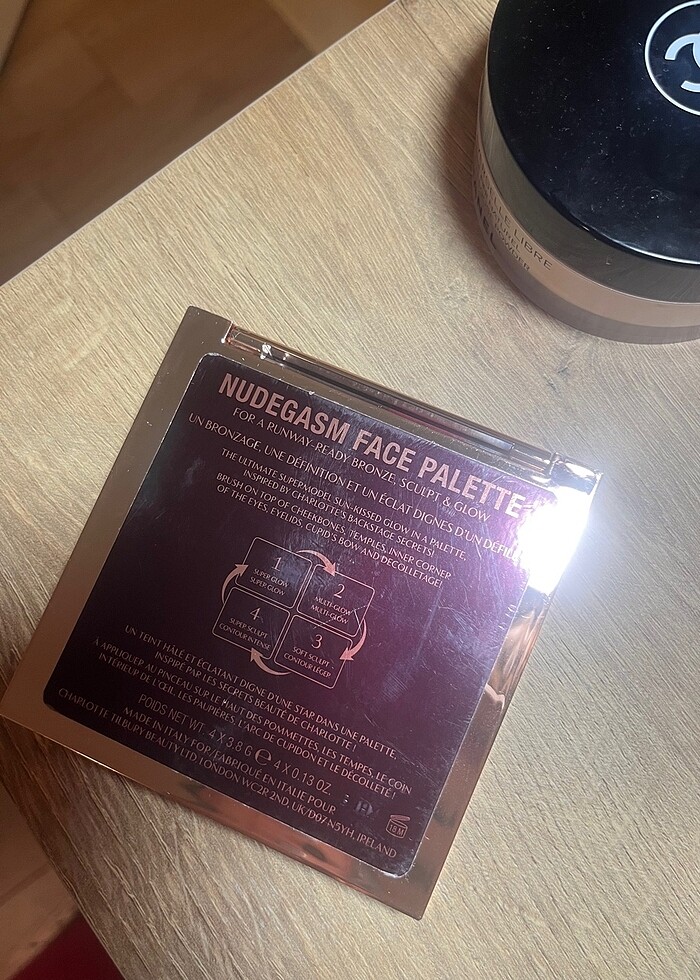 LIBRE
NUDEGASM FACE PALETTE
FOR A RUNWAY-READY BRONZE, SCULPT & GLOW
UN BRONZAGE, UNE DÉFINITION ET UN ÉCLAT DIGNES D'UN DÉFILÉ
THE ULTIMATE SUPERMODEL SUN-KISSED GLOW IN A PALETTE,
INSPIRED BY CHARLOTTE'S BACKSTAGE SECRETS!
BRUSH ON TOP OF CHEEKBONES, TEMPLES, INNER CORNER
OF THE EYES, EYELIDS, CUPID'S BOW AND DECOLLETAGE!
1
SUPER GLOW
SUPER GLOW
2
MULTI-GLOW
MULTI-GLOW
4
SUPER SCULPT
CONTOUR INTENSE
3
SOFT SCULPT
CONTOUR LÉGER
UN TEINT HÂLÉ ET ÉCLATANT DIGNE D'UNE STAR DANS UNE PALETTE,
INSPIRÉ PAR LES SECRETS BEAUTÉ DE CHARLOTTE !
À APPLIQUER AU PINCEAU SUR LE HAUT DES POMMETTES, LES TEMPES, LE COIN
INTÉRIEUR DE L'ŒIL, LES PAUPIÈRES, L'ARC DE CUPIDON ET LE DÉCOLLETÉ !
POIDS NET WT. 4 X 3.8 G e 4 X 0.13 OZ.
MADE IN ITALY FOR / FABRIQUÉ EN ITALIE POUR
CHARLOTTE TILBURY BEAUTY LTD LONDON WC2R 2ND, UK/D07 N5YH, IRELAND
18 M